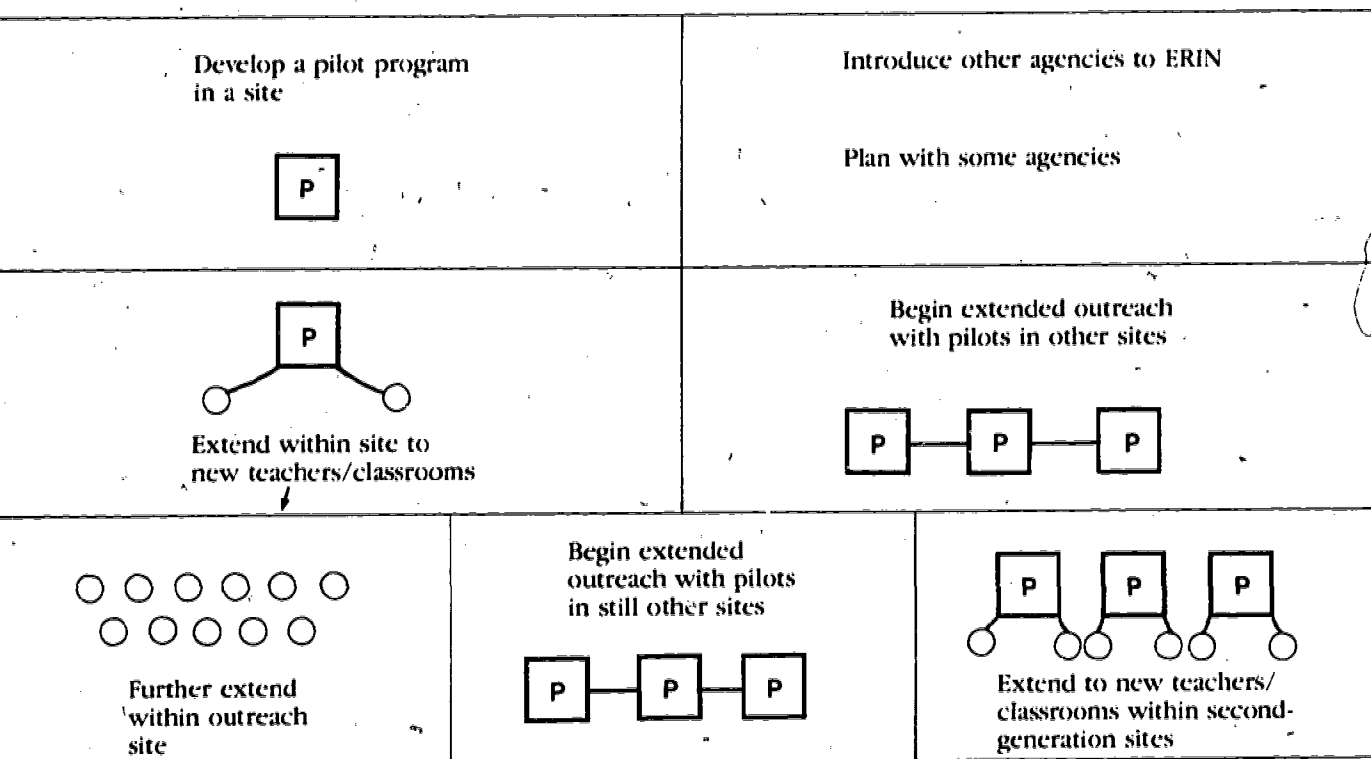 Develop a pilot program
in a site
P
Introduce other agencies to ERIN
Plan with some agencies
P
Extend within site to
new teachers/classrooms
Begin extended outreach
with pilots in other sites
P P P
Further extend
within outreach
site
Begin extended
outreach with pilots
in still other sites
P P P
P P P
Extend to new teachers/
classrooms within second-
generation sites